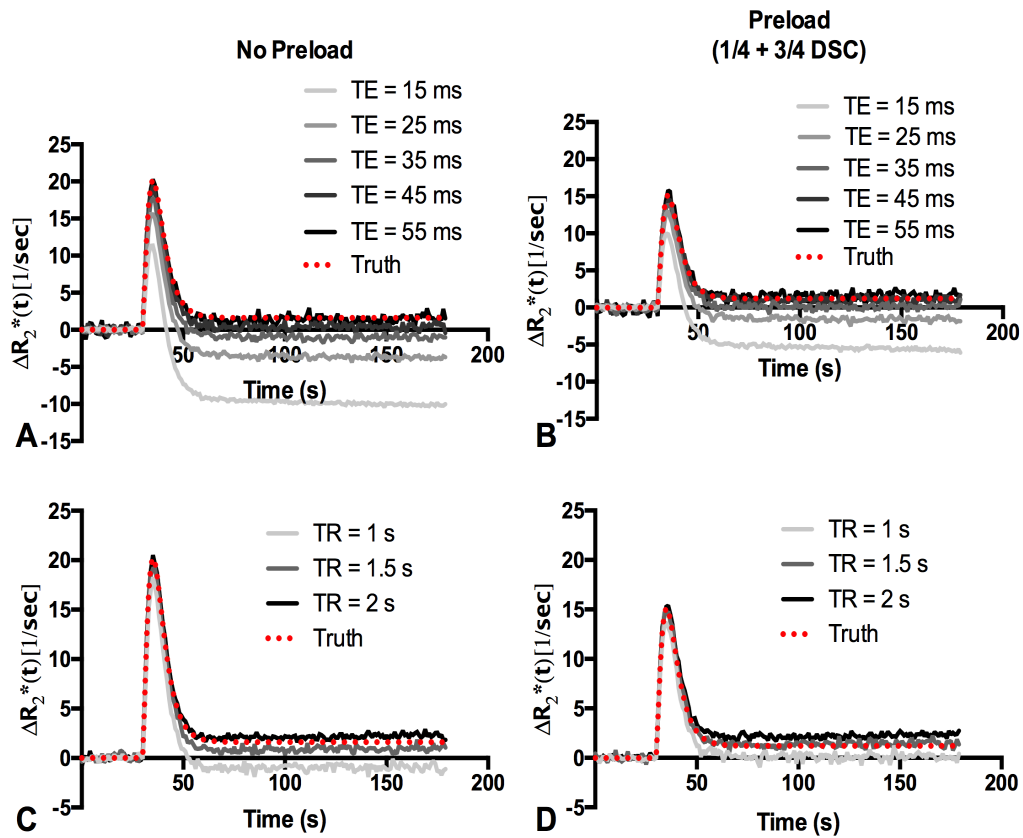 No Preload
TE = 15 ms
TE = 25 ms
TE = 35 ms
TE = 45 ms
TE = 55 ms
Truth
25
20
15
10
5
0
-5
-10
-15
50
100
150
200
Time (s)
ΔR₂*(t)[1/sec]
A
Preload
(1/4 + 3/4 DSC)
TE = 15 ms
TE = 25 ms
TE = 35 ms
TE = 45 ms
TE = 55 ms
Truth
25
20
15
10
5
0
-5
-10
-15
50
100
150
200
Time (s)
ΔR₂*(t)[1/sec]
B
TR = 1 s
TR = 1.5 s
TR = 2 s
Truth
25
20
15
10
5
0
-5
50
100
150
200
Time (s)
ΔR₂*(t)[1/sec]
C
TR = 1 s
TR = 1.5 s
TR = 2 s
Truth
25
20
15
10
5
0
-5
50
100
150
200
Time (s)
ΔR₂*(t)[1/sec]
D